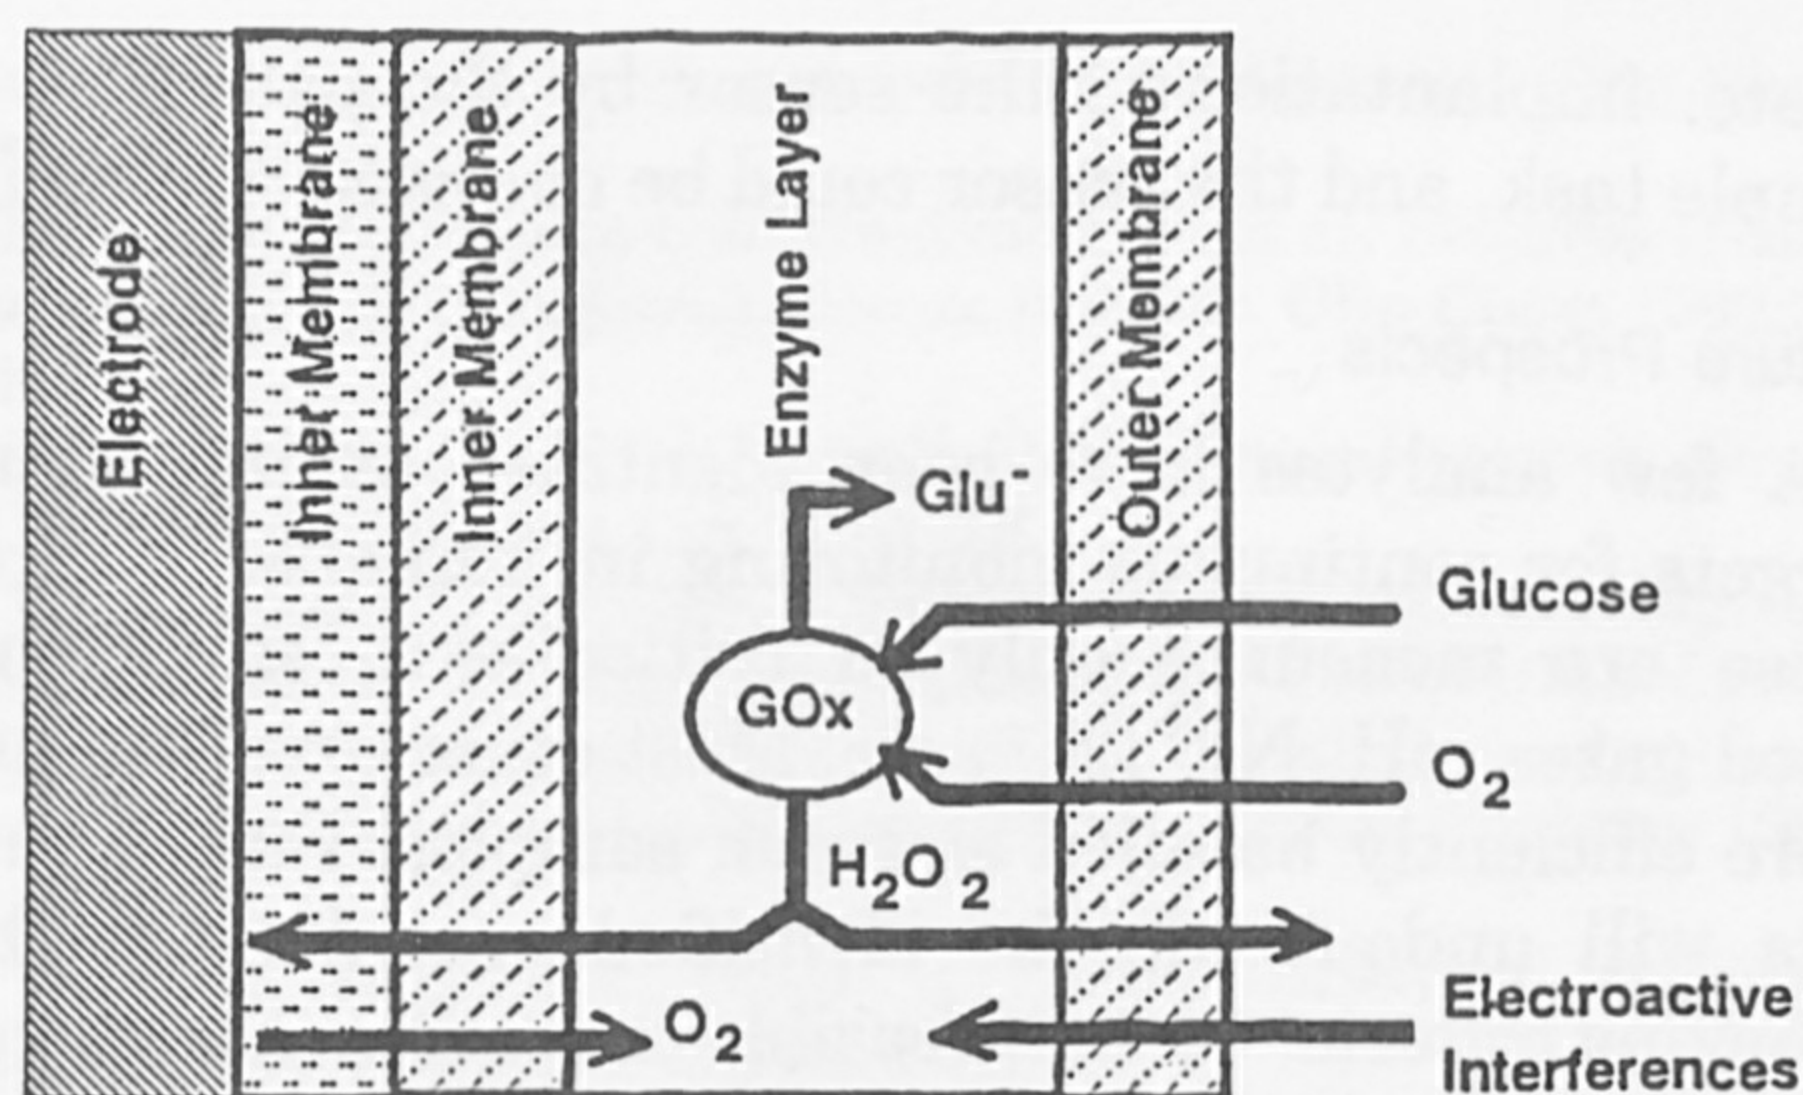 Electrode
Inner Membrane
Inner Membrane
Enzyme Layer
Outer Membrane
Glu⁻
Glucose
GOx
O₂
H₂O₂
O₂
Electroactive
Interferences